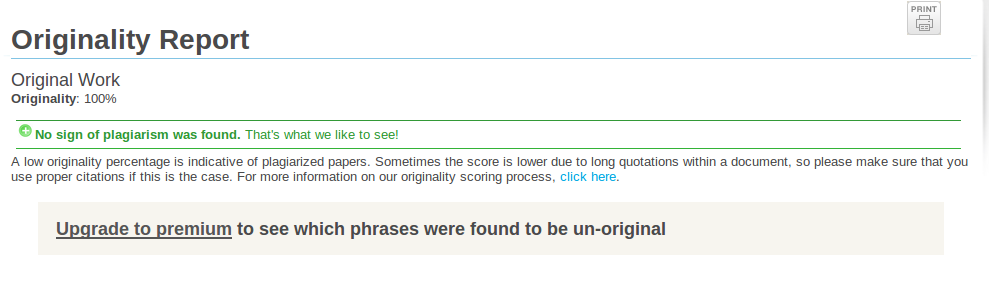 PRINT
Originality Report
Original Work
Originality: 100%
No sign of plagiarism was found. That's what we like to see!
A low originality percentage is indicative of plagiarized papers. Sometimes the score is lower due to long quotations within a document, so please make sure that you
use proper citations if this is the case. For more information on our originality scoring process, click here.
Upgrade to premium to see which phrases were found to be un-original